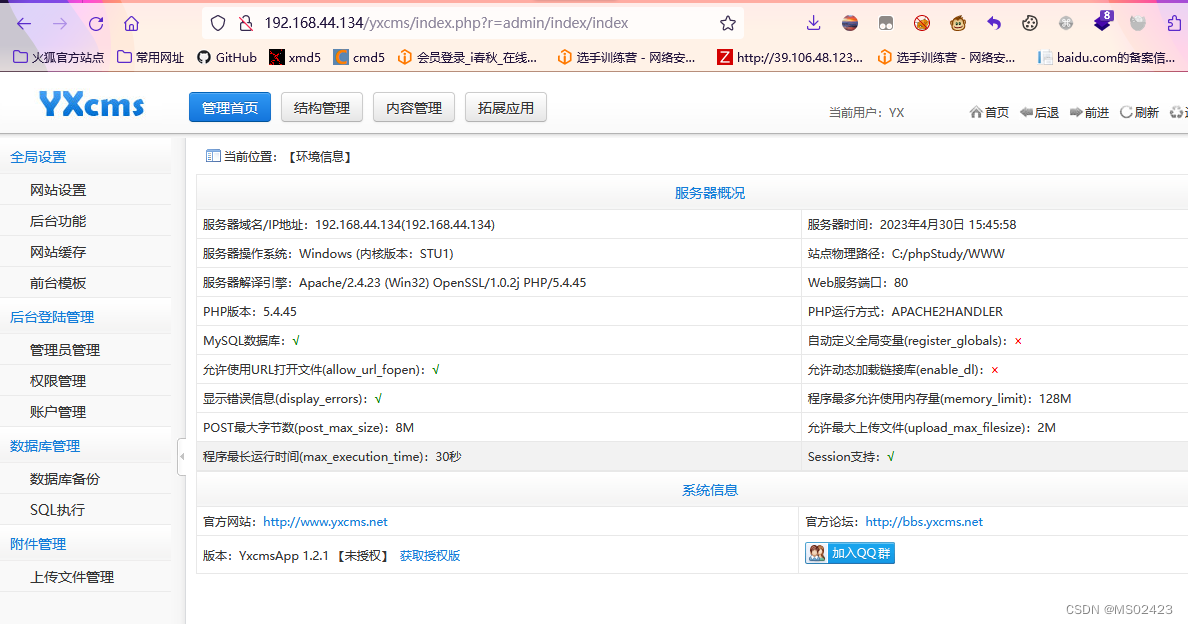 192.168.44.134/yxcms/index.php?r=admin/index/index
8
火狐官方站点 常用网址 GitHub xmd5 cmd5 会员登录_i春秋_在线... 选手训练营 - 网络安... http://39.106.48.123... 选手训练营 - 网络安... baidu.com的备案信...
YXcms 管理首页 结构管理 内容管理 拓展应用 当前用户：YX 首页 后退 前进 刷新
全局设置
网站设置
后台功能
网站缓存
前台模板
后台登陆管理
管理员管理
权限管理
账户管理
数据库管理
数据库备份
SQL执行
附件管理
上传文件管理
当前位置：【环境信息】
服务器概况
服务器域名/IP地址：192.168.44.134(192.168.44.134) 服务器时间：2023年4月30日 15:45:58
服务器操作系统：Windows (内核版本：STU1) 站点物理路径：C:/phpStudy/WWW
服务器解译引擎：Apache/2.4.23 (Win32) OpenSSL/1.0.2j PHP/5.4.45 Web服务端口：80
PHP版本：5.4.45 PHP运行方式：APACHE2HANDLER
MySQL数据库：√ 自动定义全局变量(register_globals)：×
允许使用URL打开文件(allow_url_fopen)：√ 允许动态加载链接库(enable_dl)：×
显示错误信息(display_errors)：√ 程序最多允许使用内存量(memory_limit)：128M
POST最大字节数(post_max_size)：8M 允许最大上传文件(upload_max_filesize)：2M
程序最长运行时间(max_execution_time)：30秒 Session支持：√
系统信息
官方网站：http://www.yxcms.net 官方论坛：http://bbs.yxcms.net
版本：YxcmsApp 1.2.1 【未授权】 获取授权版 加入QQ群
CSDN @MS02423